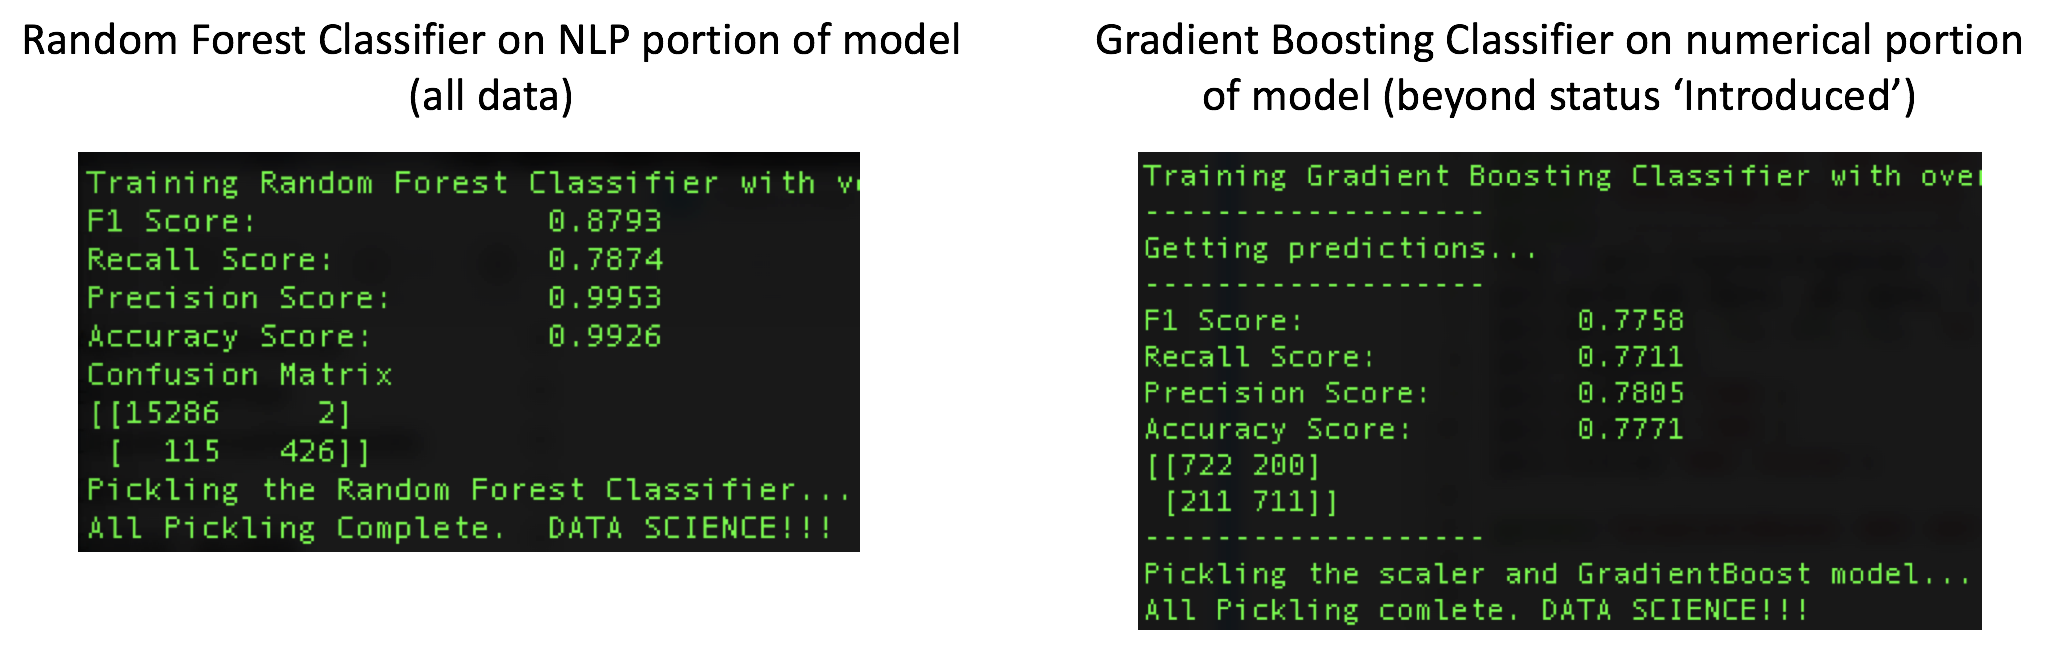 Random Forest Classifier on NLP portion of model
(all data)
Training Random Forest Classifier with
F1 Score: 0.8793
Recall Score: 0.7874
Precision Score: 0.9953
Accuracy Score: 0.9926
Confusion Matrix
[[15286 2]
[ 115 426]]
Pickling the Random Forest Classifier...
All Pickling Complete. DATA SCIENCE!!!
Gradient Boosting Classifier on numerical portion
of model (beyond status ‘Introduced’)
Training Gradient Boosting Classifier with over
-------------------
Getting predictions...
-------------------
F1 Score: 0.7758
Recall Score: 0.7711
Precision Score: 0.7805
Accuracy Score: 0.7771
[[722 200]
[211 711]]
-------------------
Pickling the scaler and GradientBoost model...
All Pickling comlete. DATA SCIENCE!!!